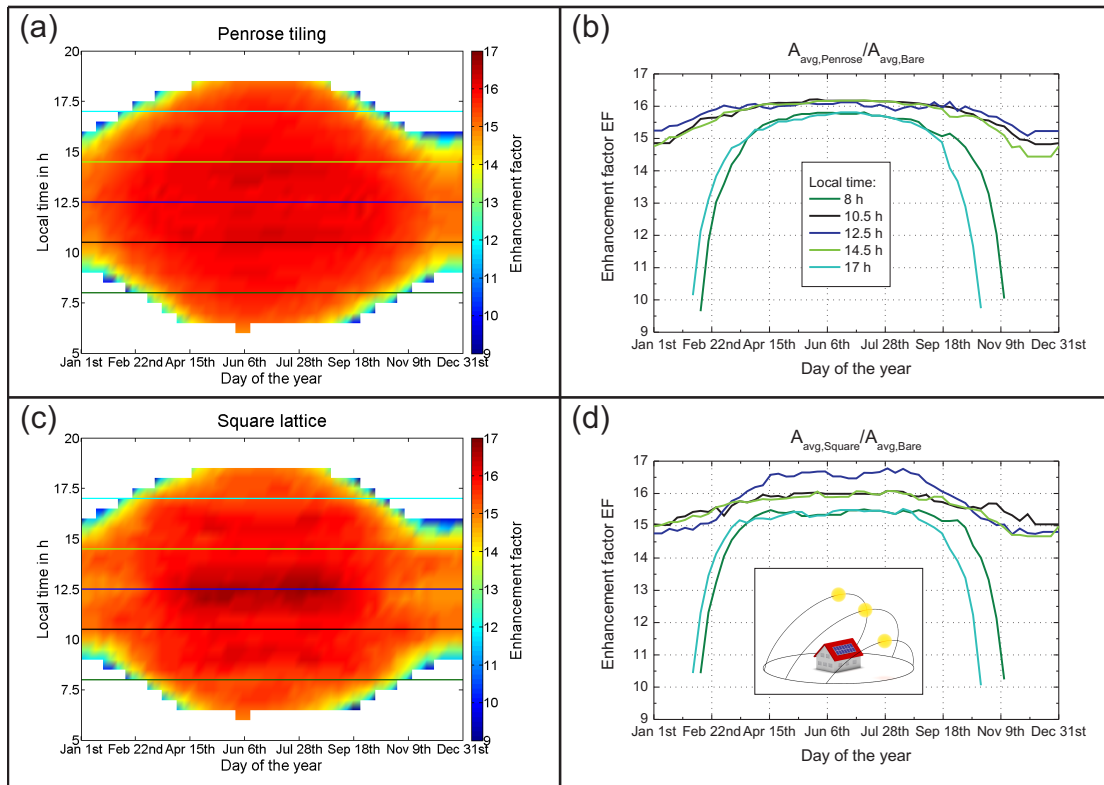 (a)
Penrose tiling
20
17.5
15
12.5
10
7.5
5
Local time in h
Jan 1st Feb 22nd Apr 15th Jun 6th Jul 28th Sep 18th Nov 9th Dec 31st
Day of the year
17
16
15
14
13
12
11
10
9
Enhancement factor
(b)
A avg,Penrose/A avg,Bare
17
16
15
14
13
12
11
10
9
Enhancement factor EF
Local time:
8 h
10.5 h
12.5 h
14.5 h
17 h
Jan 1st Feb 22nd Apr 15th Jun 6th Jul 28th Sep 18th Nov 9th Dec 31st
Day of the year
(c)
Square lattice
20
17.5
15
12.5
10
7.5
5
Local time in h
Jan 1st Feb 22nd Apr 15th Jun 6th Jul 28th Sep 18th Nov 9th Dec 31st
Day of the year
17
16
15
14
13
12
11
10
9
Enhancement factor
(d)
A avg,Square/A avg,Bare
17
16
15
14
13
12
11
10
9
Enhancement factor EF
Jan 1st Feb 22nd Apr 15th Jun 6th Jul 28th Sep 18th Nov 9th Dec 31st
Day of the year